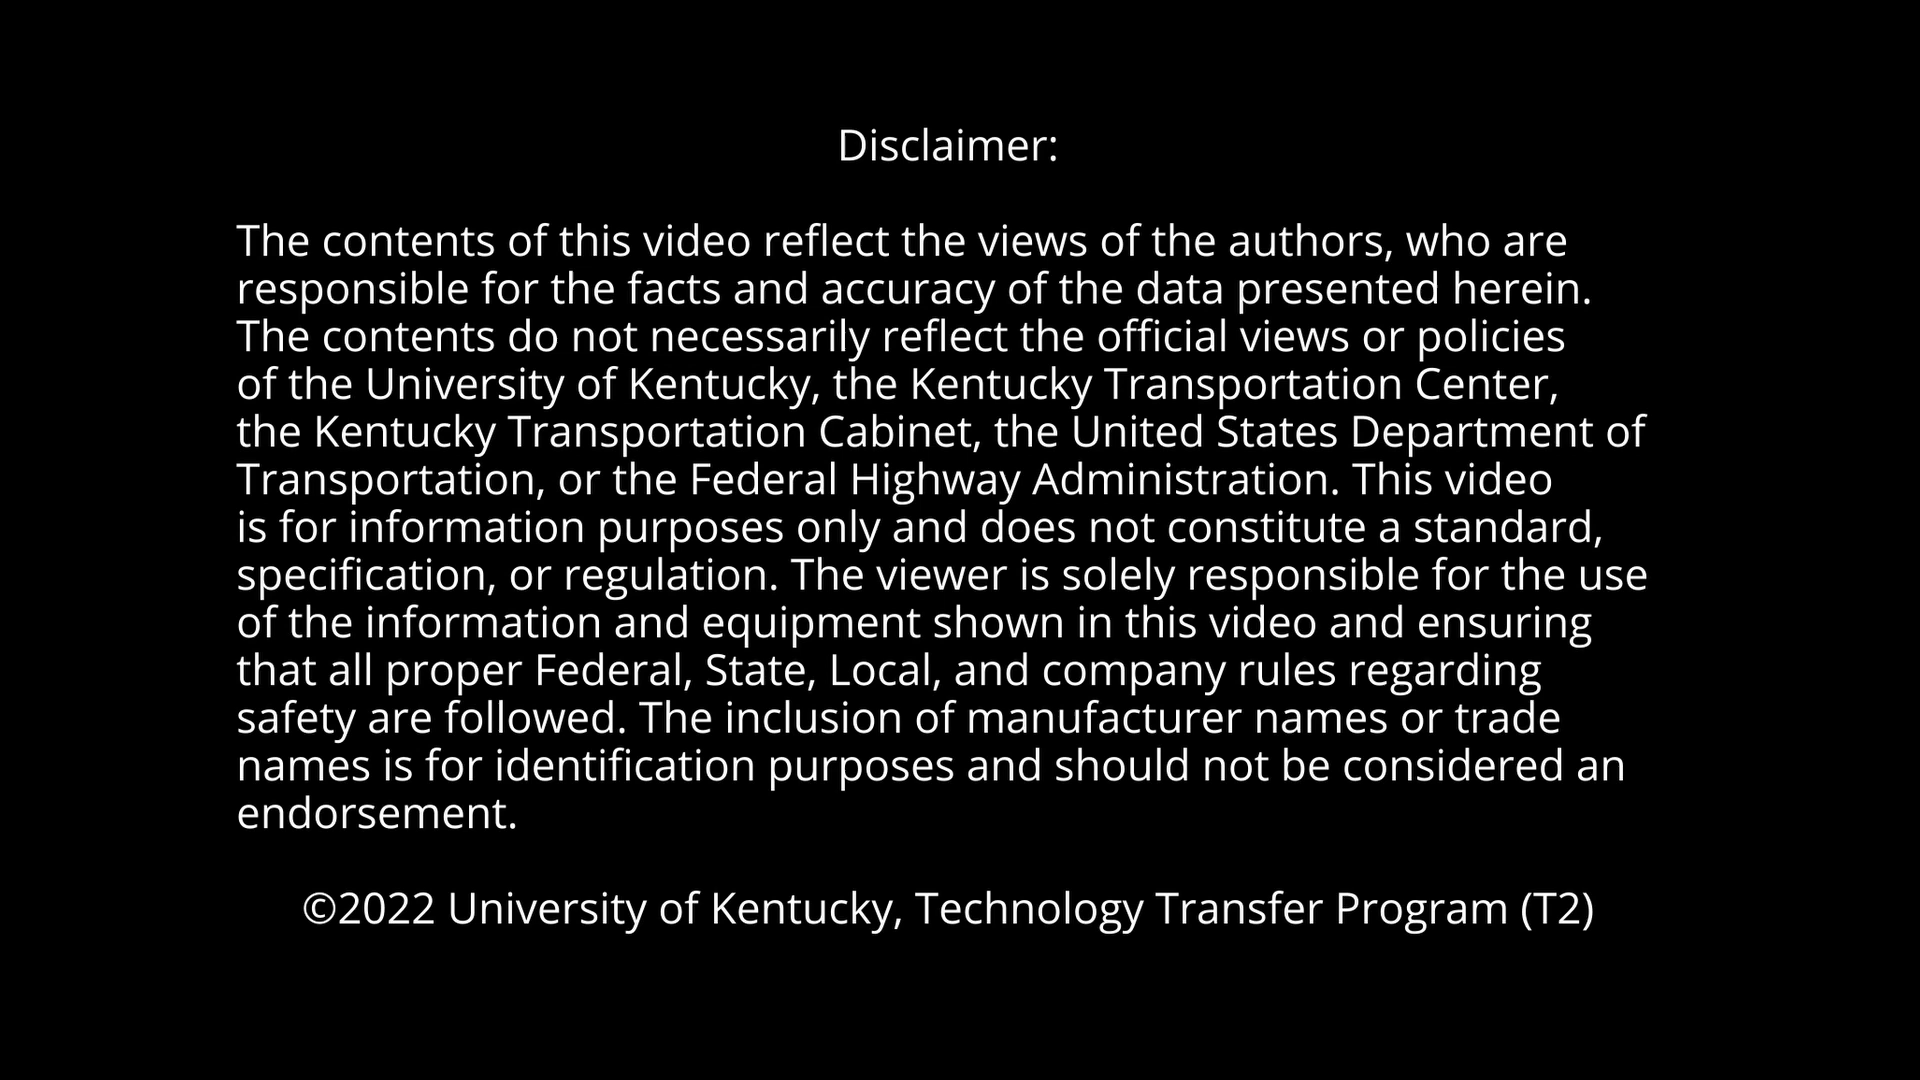 Disclaimer:
The contents of this video reflect the views of the authors, who are
responsible for the facts and accuracy of the data presented herein.
The contents do not necessarily reflect the official views or policies
of the University of Kentucky, the Kentucky Transportation Center,
the Kentucky Transportation Cabinet, the United States Department of
Transportation, or the Federal Highway Administration. This video
is for information purposes only and does not constitute a standard,
specification, or regulation. The viewer is solely responsible for the use
of the information and equipment shown in this video and ensuring
that all proper Federal, State, Local, and company rules regarding
safety are followed. The inclusion of manufacturer names or trade
names is for identification purposes and should not be considered an
endorsement.
©2022 University of Kentucky, Technology Transfer Program (T2)